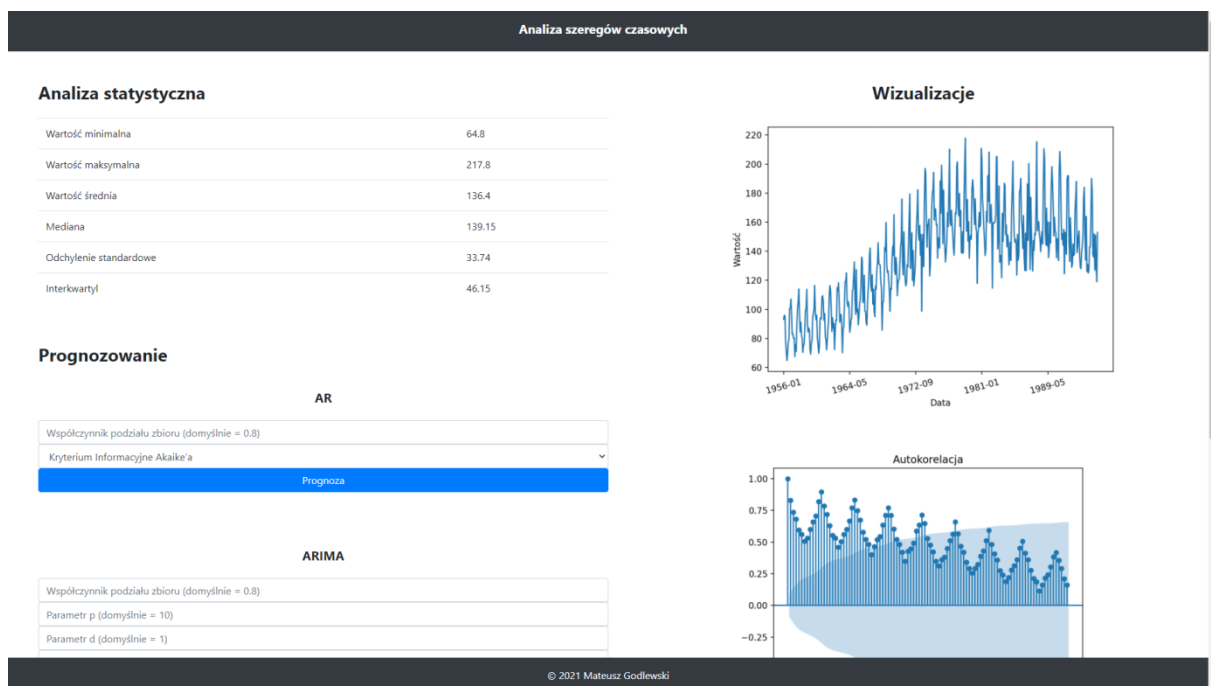 Analiza szeregów czasowych
Analiza statystyczna
Wartość minimalna 64.8
Wartość maksymalna 217.8
Wartość średnia 136.4
Mediana 139.15
Odchylenie standardowe 33.74
Interkwartyl 46.15
Prognozowanie
AR
Współczynnik podziału zbioru (domyślnie = 0.8)
Kryterium Informacyjne Akaike'a
Prognoza
ARIMA
Współczynnik podziału zbioru (domyślnie = 0.8)
Parametr p (domyślnie = 10)
Parametr d (domyślnie = 1)
Wizualizacje
220
200
180
160
140
120
100
80
60
Wartość
1956-01 1964-05 1972-09 1981-01 1989-05
Data
Autokorelacja
1.00
0.75
0.50
0.25
0.00
−0.25
© 2021 Mateusz Godlewski